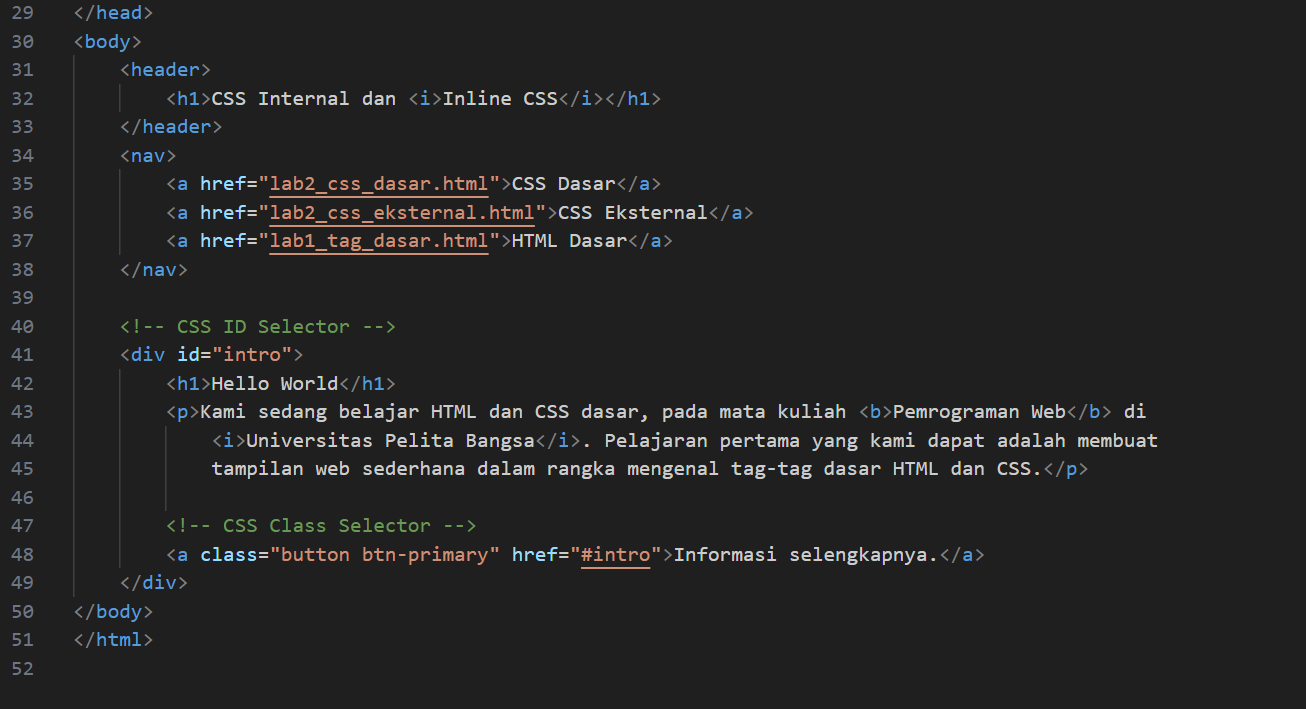 29 </head>
30 <body>
31     <header>
32         <h1>CSS Internal dan <i>Inline CSS</i></h1>
33     </header>
34     <nav>
35         <a href="lab2_css_dasar.html">CSS Dasar</a>
36         <a href="lab2_css_eksternal.html">CSS Eksternal</a>
37         <a href="lab1_tag_dasar.html">HTML Dasar</a>
38     </nav>
39
40     <!-- CSS ID Selector -->
41     <div id="intro">
42         <h1>Hello World</h1>
43         <p>Kami sedang belajar HTML dan CSS dasar, pada mata kuliah <b>Pemrograman Web</b> di
44             <i>Universitas Pelita Bangsa</i>. Pelajaran pertama yang kami dapat adalah membuat
45             tampilan web sederhana dalam rangka mengenal tag-tag dasar HTML dan CSS.</p>
46
47         <!-- CSS Class Selector -->
48         <a class="button btn-primary" href="#intro">Informasi selengkapnya.</a>
49     </div>
50 </body>
51 </html>
52